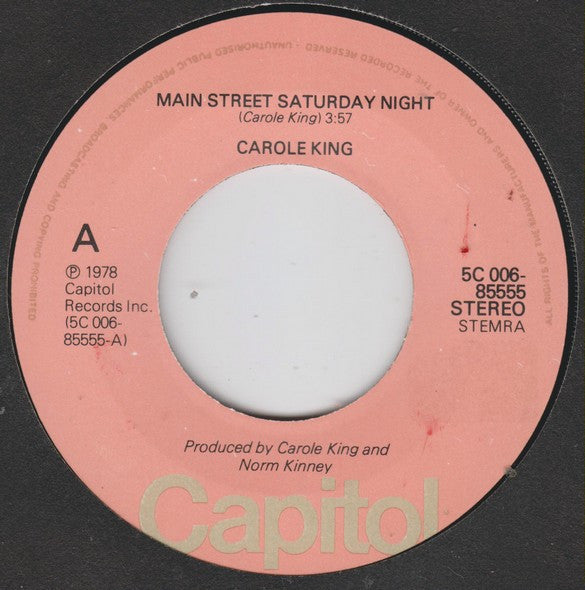 ALL RIGHTS OF THE MANUFACTURERS AND OWNER OF THE RECORDED RESERVED - UNAUTHORISED PUBLIC PERFORMANCES, BROADCASTING AND COPYING PROHIBITED
MAIN STREET SATURDAY NIGHT
(Carole King) 3:57
CAROLE KING
A
℗ 1978
Capitol
Records Inc.
(5C 006-
85555-A)
5C 006-
85555
STEREO
STEMRA
Produced by Carole King and
Norm Kinney
Capitol